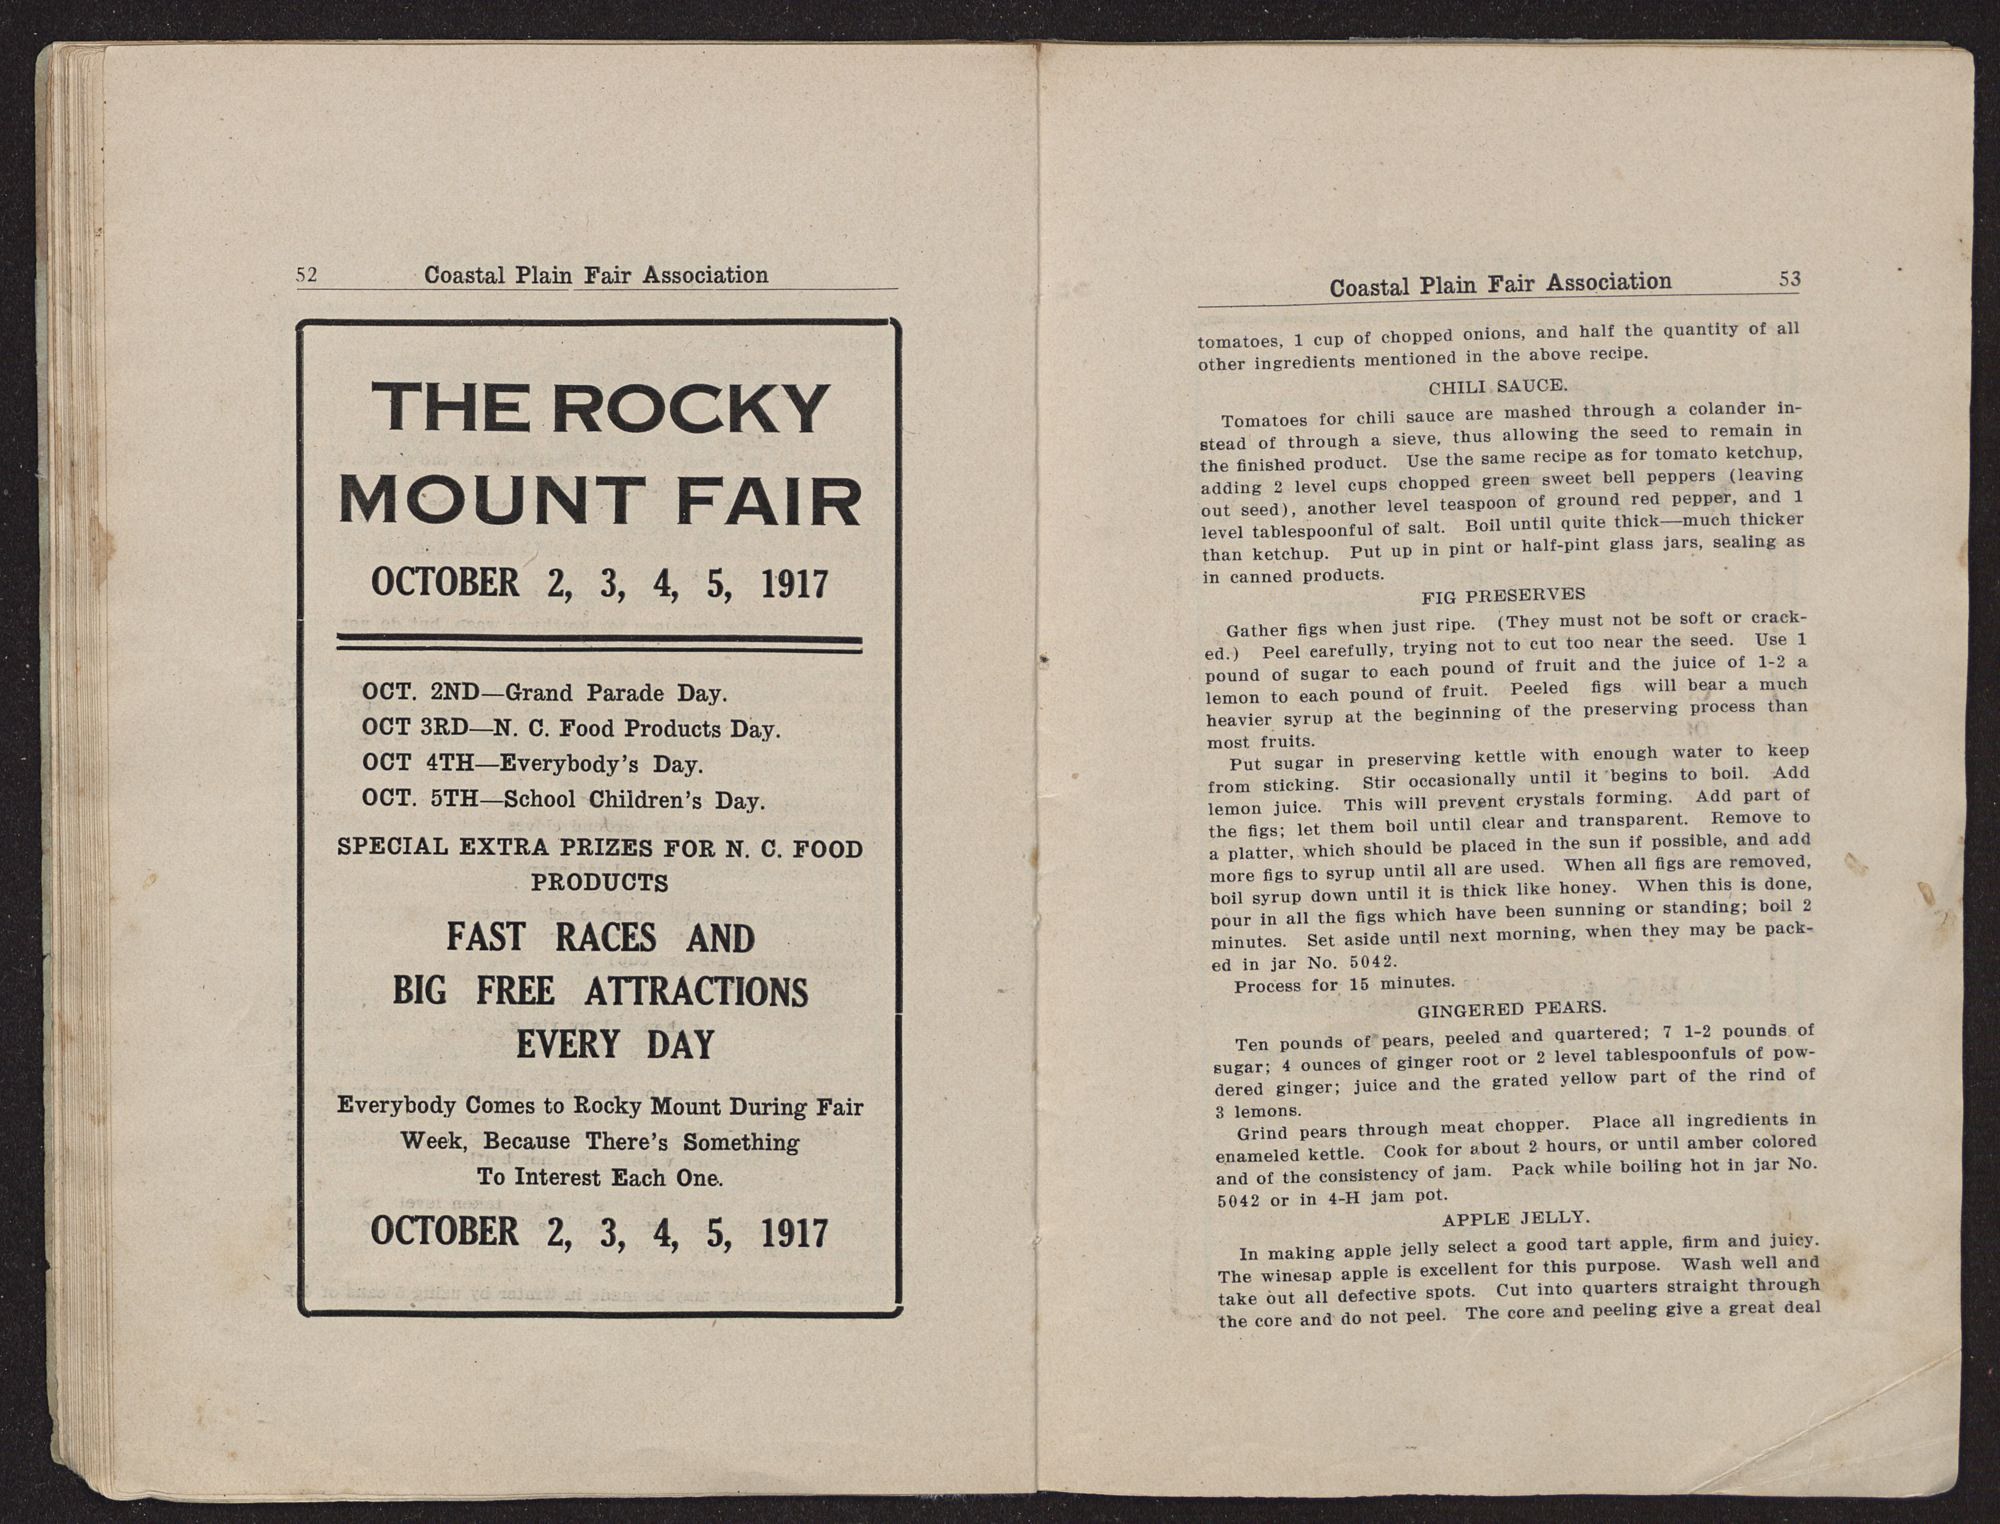 52 Coastal Plain Fair Association
THE ROCKY
MOUNT FAIR
OCTOBER 2, 3, 4, 5, 1917
OCT. 2ND—Grand Parade Day.
OCT 3RD—N. C. Food Products Day.
OCT 4TH—Everybody's Day.
OCT. 5TH—School Children's Day.
SPECIAL EXTRA PRIZES FOR N. C. FOOD
PRODUCTS
FAST RACES AND
BIG FREE ATTRACTIONS
EVERY DAY
Everybody Comes to Rocky Mount During Fair
Week, Because There's Something
To Interest Each One.
OCTOBER 2, 3, 4, 5, 1917
Coastal Plain Fair Association 53
tomatoes, 1 cup of chopped onions, and half the quantity of all
other ingredients mentioned in the above recipe.
CHILI SAUCE.
Tomatoes for chili sauce are mashed through a colander in-
stead of through a sieve, thus allowing the seed to remain in
the finished product. Use the same recipe as for tomato ketchup,
adding 2 level cups chopped green sweet bell peppers (leaving
out seed), another level teaspoon of ground red pepper, and 1
level tablespoonful of salt. Boil until quite thick—much thicker
than ketchup. Put up in pint or half-pint glass jars, sealing as
in canned products.
FIG PRESERVES
Gather figs when just ripe. (They must not be soft or crack-
ed.) Peel carefully, trying not to cut too near the seed. Use 1
pound of sugar to each pound of fruit and the juice of 1-2 a
lemon to each pound of fruit. Peeled figs will bear a much
heavier syrup at the beginning of the preserving process than
most fruits.
Put sugar in preserving kettle with enough water to keep
from sticking. Stir occasionally until it begins to boil. Add
lemon juice. This will prevent crystals forming. Add part of
the figs; let them boil until clear and transparent. Remove to
a platter, which should be placed in the sun if possible, and add
more figs to syrup until all are used. When all figs are removed,
boil syrup down until it is thick like honey. When this is done,
pour in all the figs which have been sunning or standing; boil 2
minutes. Set aside until next morning, when they may be pack-
ed in jar No. 5042.
Process for 15 minutes.
GINGERED PEARS.
Ten pounds of pears, peeled and quartered; 7 1-2 pounds of
sugar; 4 ounces of ginger root or 2 level tablespoonfuls of pow-
dered ginger; juice and the grated yellow part of the rind of
3 lemons.
Grind pears through meat chopper. Place all ingredients in
enameled kettle. Cook for about 2 hours, or until amber colored
and of the consistency of jam. Pack while boiling hot in jar No.
5042 or in 4-H jam pot.
APPLE JELLY.
In making apple jelly select a good tart apple, firm and juicy.
The winesap apple is excellent for this purpose. Wash well and
take out all defective spots. Cut into quarters straight through
the core and do not peel. The core and peeling give a great deal